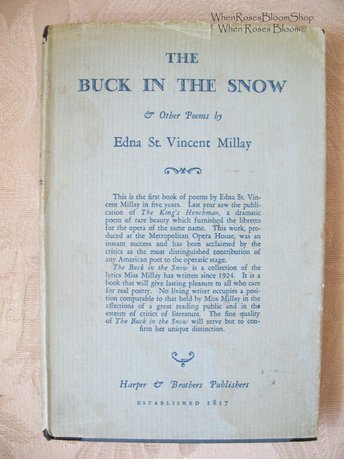 WhenRosesBloomShop
When Roses Bloom©
THE
BUCK IN THE SNOW
& Other Poems by
Edna St. Vincent Millay
This is the first book of poems by Edna St. Vin-
cent Millay in five years. Last year saw the publi-
cation of The King's Henchman, a dramatic
poem of rare beauty which furnished the libretto
for the opera of the same name. This work, pro-
duced at the Metropolitan Opera House, was an
instant success and has been acclaimed by the
critics as the most distinguished contribution of
any American poet to the operatic stage.
The Buck in the Snow is a collection of the
lyrics Miss Millay has written since 1924. It is a
book that will give lasting pleasure to all who care
for real poetry. No living writer occupies a posi-
tion comparable to that held by Miss Millay in the
affections of a great reading public and in the
esteem of critics of literature. The fine quality
of The Buck in the Snow will serve but to con-
firm her unique distinction.
Harper & Brothers Publishers
ESTABLISHED 1817